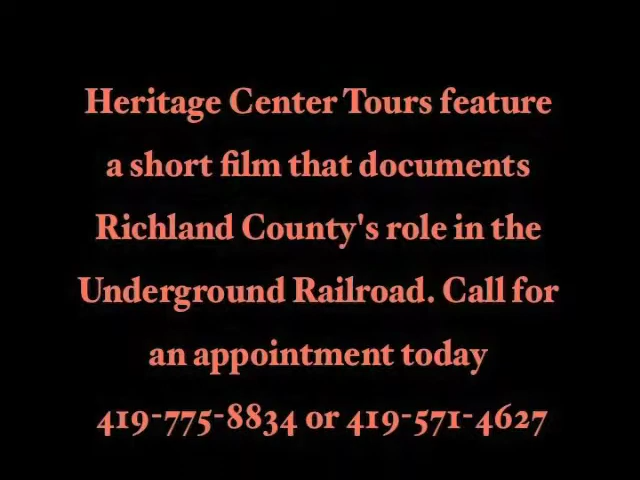 Heritage Center Tours feature
a short film that documents
Richland County's role in the
Underground Railroad. Call for
an appointment today
419-775-8834 or 419-571-4627